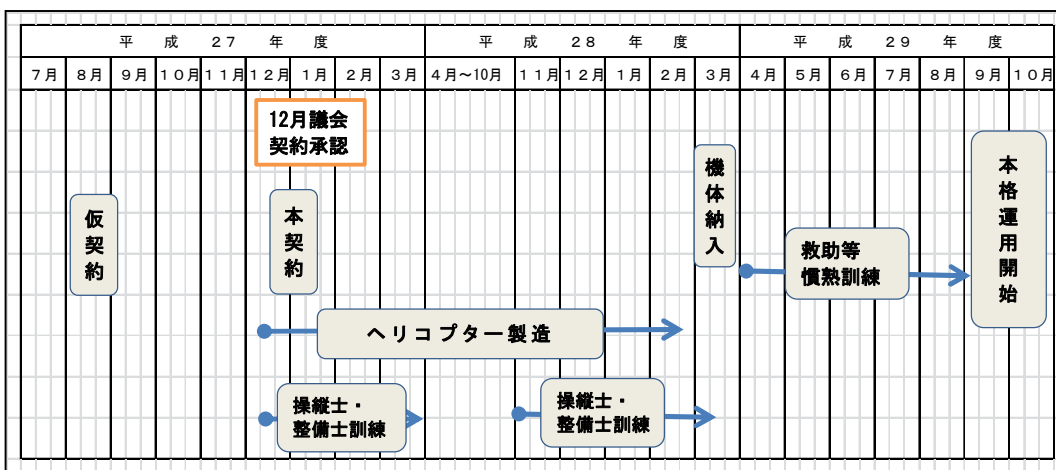 平成27年度 平成28年度 平成29年度
7月 8月 9月 10月 11月 12月 1月 2月 3月 4月~10月 11月 12月 1月 2月 3月 4月 5月 6月 7月 8月 9月 10月
12月議会
契約承認
仮契約
本契約
機体納入
救助等
慣熟訓練
本格運用開始
ヘリコプター製造
操縦士・
整備士訓練
操縦士・
整備士訓練